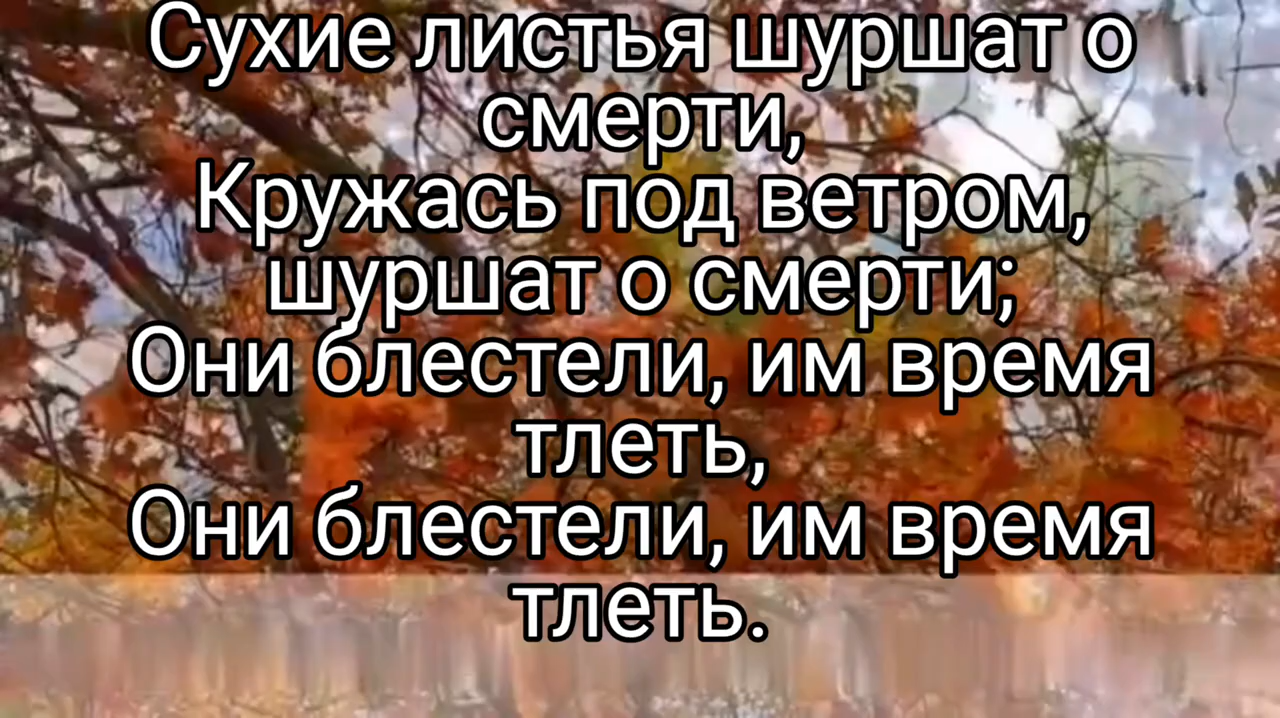 Сухие листья шуршат о
смерти,
Кружась под ветром,
шуршат о смерти;
Они блестели, им время
тлеть,
Они блестели, им время
тлеть.